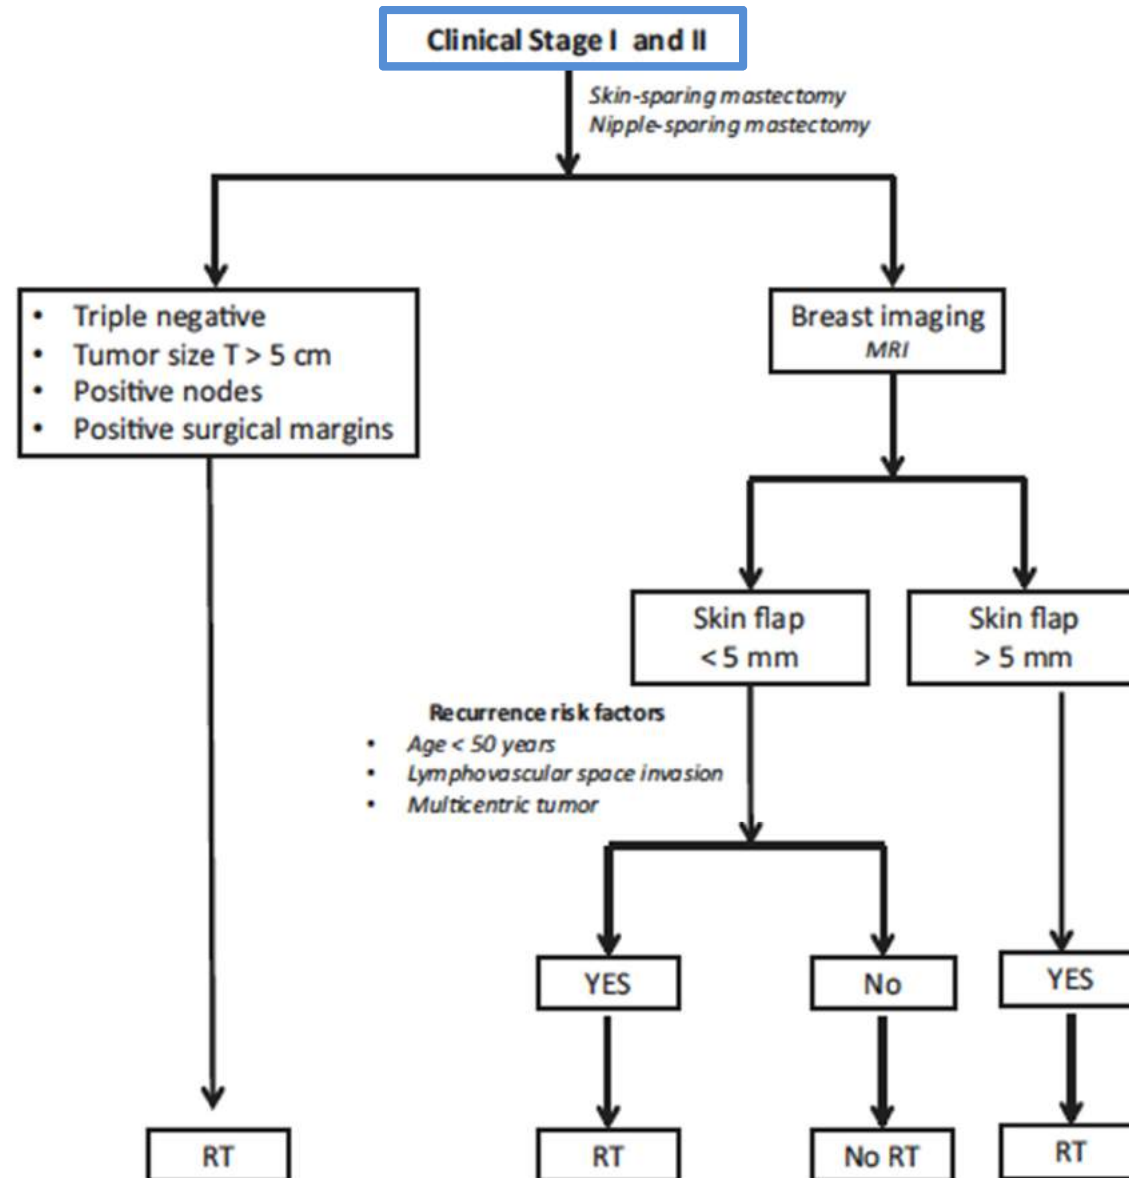 Clinical Stage I and II
Skin-sparing mastectomy
Nipple-sparing mastectomy
• Triple negative
• Tumor size T > 5 cm
• Positive nodes
• Positive surgical margins
Breast imaging
MRI
Skin flap
< 5 mm
Skin flap
> 5 mm
Recurrence risk factors
• Age < 50 years
• Lymphovascular space invasion
• Multicentric tumor
YES
No
YES
RT
RT
No RT
RT